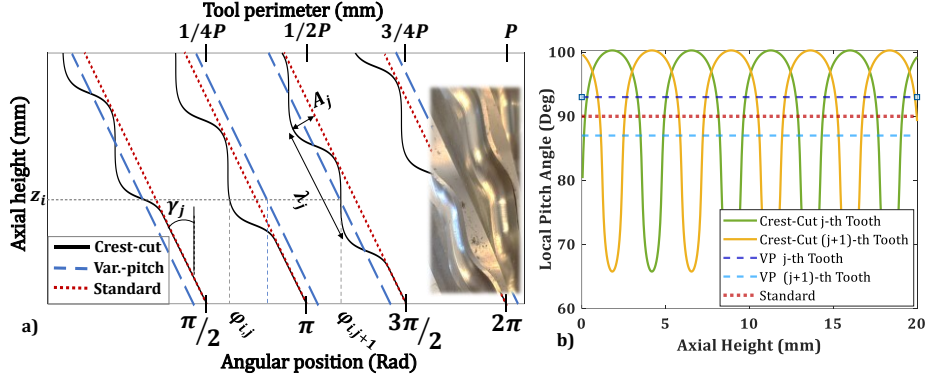 Tool perimeter (mm)
1/4P 1/2P 3/4P P
Axial height (mm)
z_i
γ_j
A_j
λ_j
Crest-cut
Var.-pitch
Standard
φ_{i,j} φ_{i,j+1}
π/2 π 3π/2 2π
a)
Angular position (Rad)
Local Pitch Angle (Deg)
100
90
80
70
60
Crest-Cut j-th Tooth
Crest-Cut (j+1)-th Tooth
VP j-th Tooth
VP (j+1)-th Tooth
Standard
0 5 10 15 20
b)
Axial Height (mm)